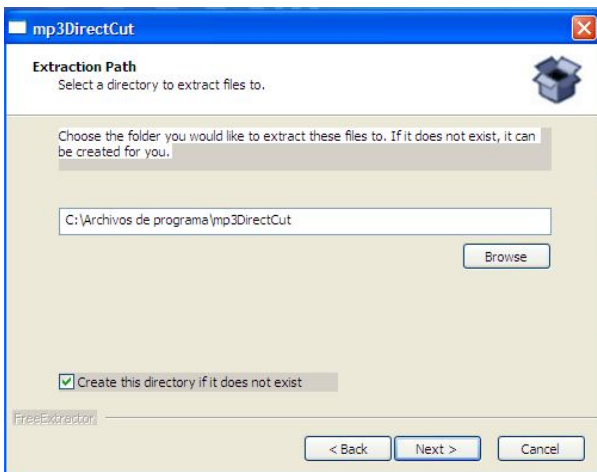 mp3DirectCut
Extraction Path
Select a directory to extract files to.
Choose the folder you would like to extract these files to. If it does not exist, it can
be created for you.
C:\Archivos de programa\mp3DirectCut
Browse
Create this directory if it does not exist
FreeExtractor
< Back
Next >
Cancel